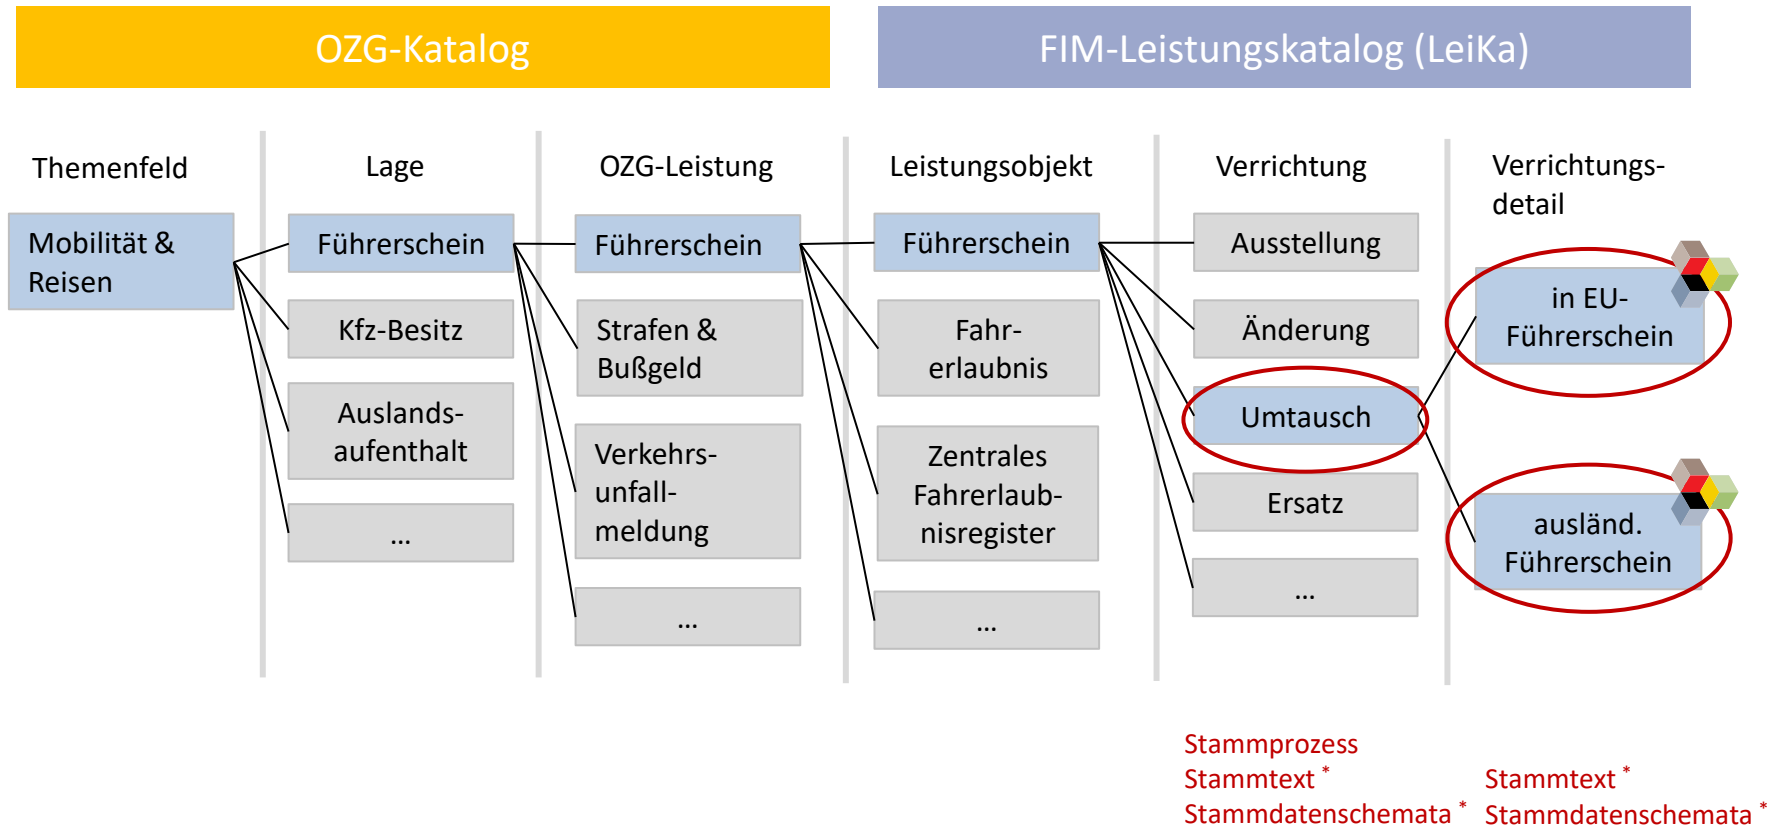 OZG-Katalog
FIM-Leistungskatalog (LeiKa)
Themenfeld
Lage
OZG-Leistung
Leistungsobjekt
Verrichtung
Verrichtungs-
detail
Mobilität &
Reisen
Führerschein
Kfz-Besitz
Auslands-
aufenthalt
...
Führerschein
Strafen &
Bußgeld
Verkehrs-
unfall-
meldung
...
Führerschein
Fahr-
erlaubnis
Zentrales
Fahrerlaub-
nisregister
...
Ausstellung
Änderung
Umtausch
Ersatz
...
in EU-
Führerschein
ausländ.
Führerschein
Stammprozess
Stammtext *
Stammdatenschemata *
Stammtext *
Stammdatenschemata *